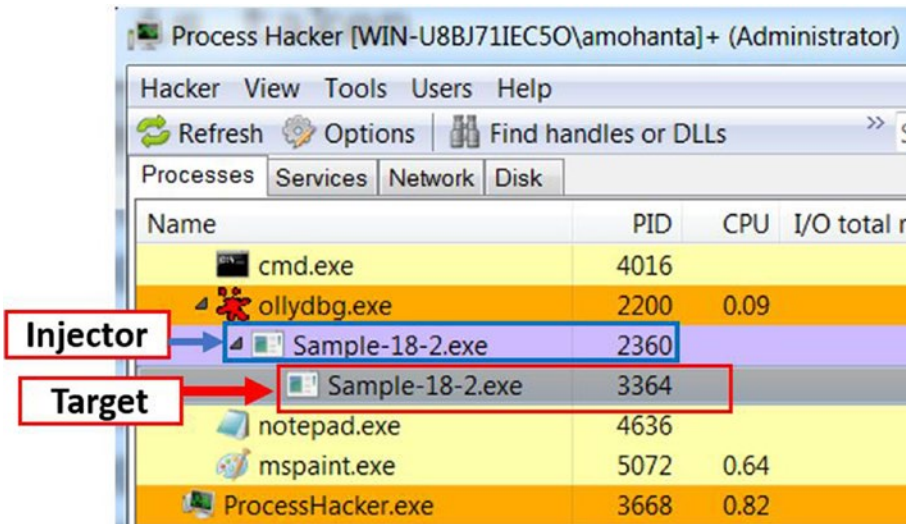 Process Hacker [WIN-U8BJ71IEC5O\amohanta]+ (Administrator)
Hacker View Tools Users Help
Refresh Options Find handles or DLLs »
Processes Services Network Disk
Name PID CPU I/O total
cmd.exe 4016
ollydbg.exe 2200 0.09
Injector Sample-18-2.exe 2360
Target Sample-18-2.exe 3364
notepad.exe 4636
mspaint.exe 5072 0.64
ProcessHacker.exe 3668 0.82